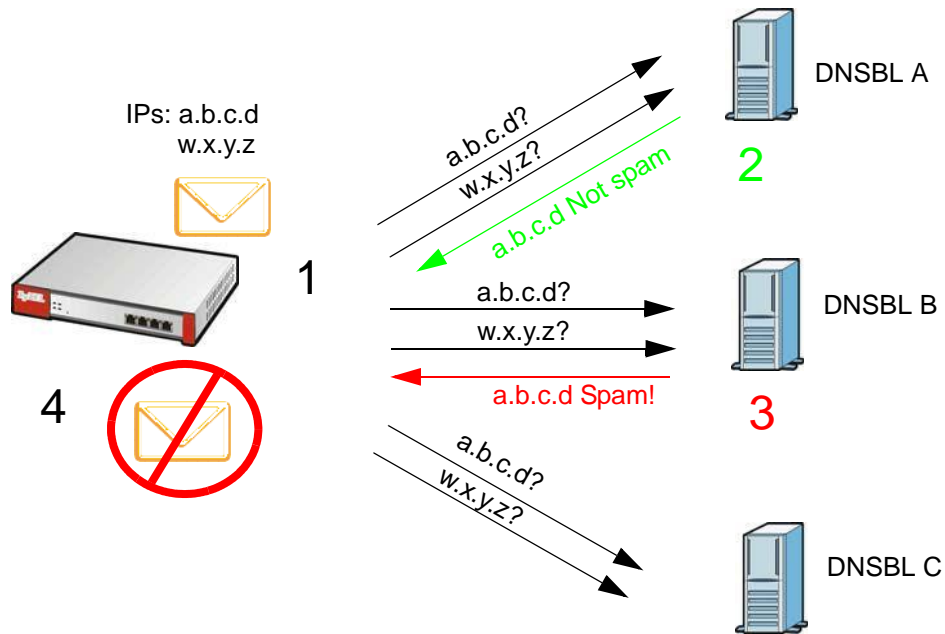 DNSBL A
IPs: a.b.c.d
w.x.y.z
a.b.c.d?
w.x.y.z?
a.b.c.d Not spam
2
1
a.b.c.d?
w.x.y.z?
a.b.c.d Spam!
DNSBL B
3
4
a.b.c.d?
w.x.y.z?
DNSBL C